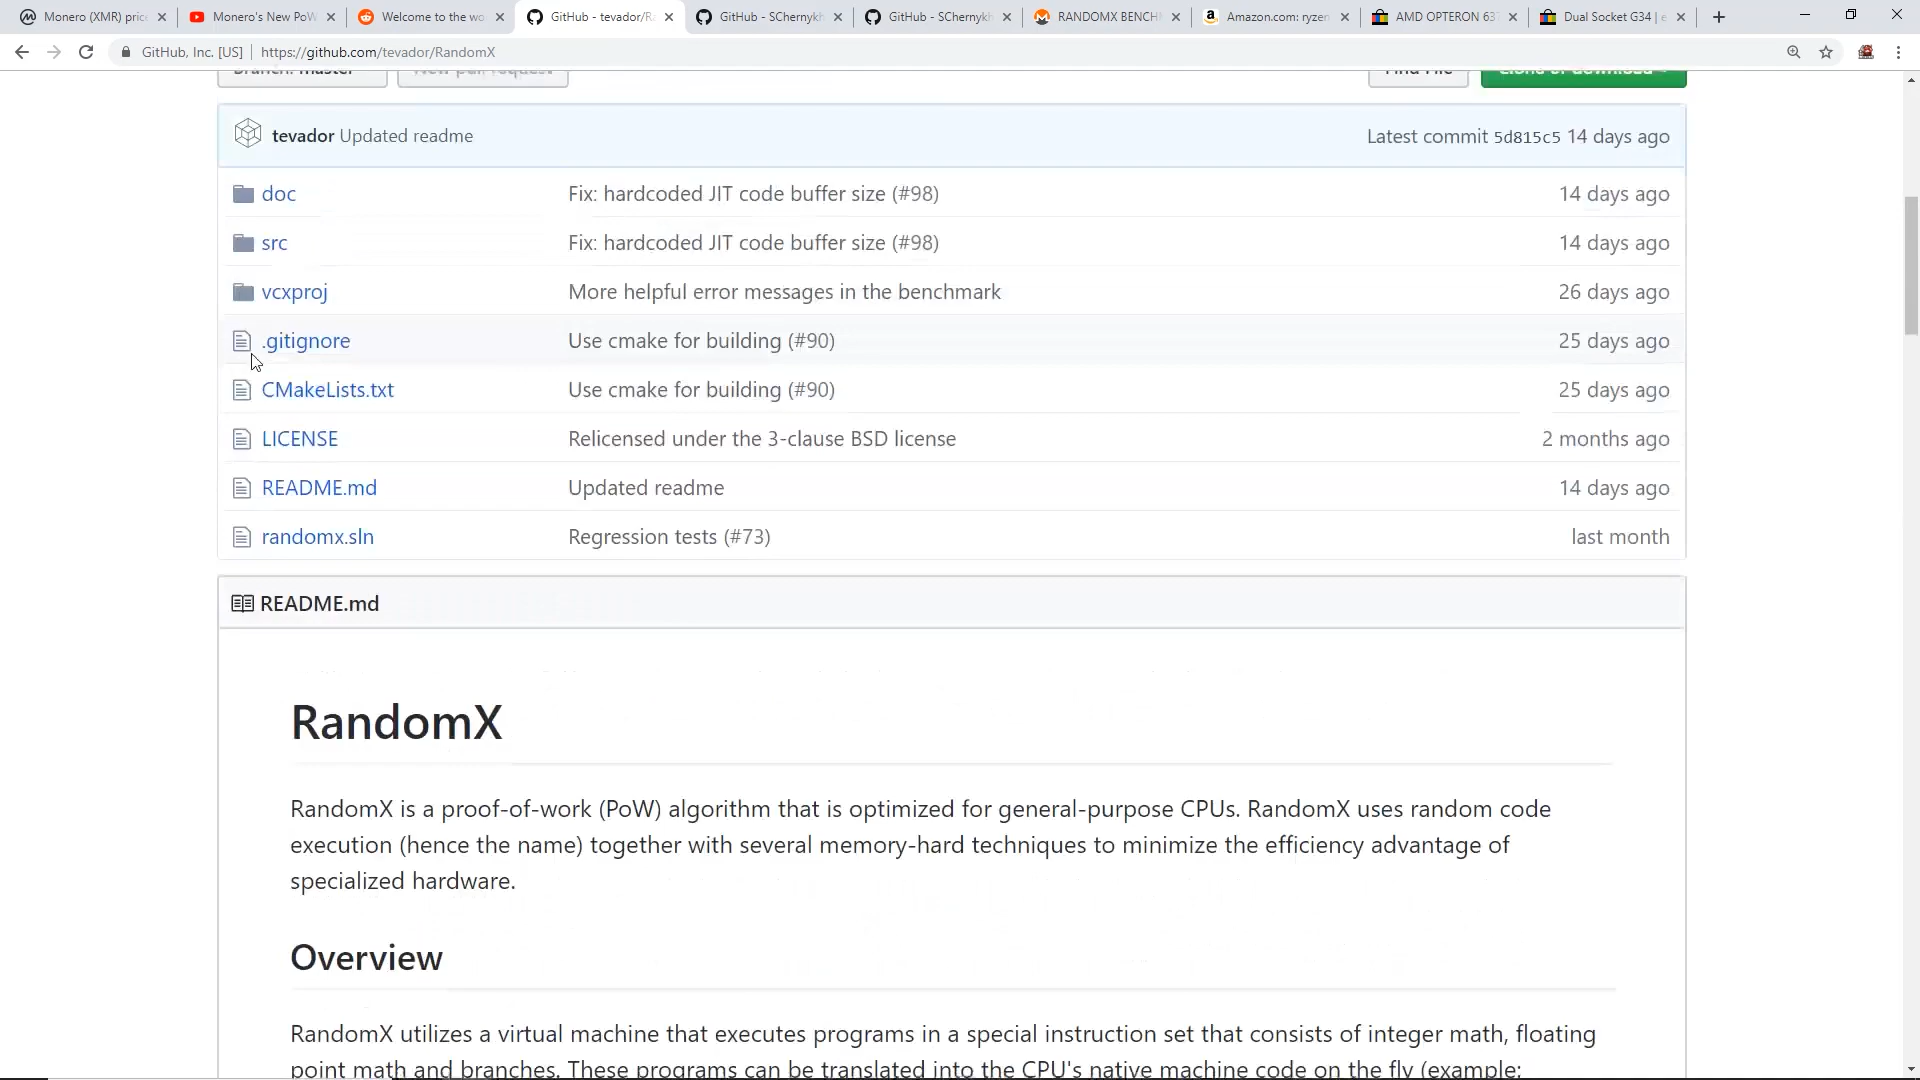 Monero (XMR) pric
Monero's New PoW
Welcome to the wo
GitHub - tevador/Ra
GitHub - SChernykh
GitHub - SChernykh
RANDOMX BENCH
Amazon.com: ryzen
AMD OPTERON 637
Dual Socket G34 | e
GitHub, Inc. [US]
https://github.com/tevador/RandomX
Branch: master
New pull request
Find File
Clone or download
tevador Updated readme
Latest commit 5d815c5 14 days ago
doc Fix: hardcoded JIT code buffer size (#98) 14 days ago
src Fix: hardcoded JIT code buffer size (#98) 14 days ago
vcxproj More helpful error messages in the benchmark 26 days ago
.gitignore Use cmake for building (#90) 25 days ago
CMakeLists.txt Use cmake for building (#90) 25 days ago
LICENSE Relicensed under the 3-clause BSD license 2 months ago
README.md Updated readme 14 days ago
randomx.sln Regression tests (#73) last month
README.md
RandomX
RandomX is a proof-of-work (PoW) algorithm that is optimized for general-purpose CPUs. RandomX uses random code
execution (hence the name) together with several memory-hard techniques to minimize the efficiency advantage of
specialized hardware.
Overview
RandomX utilizes a virtual machine that executes programs in a special instruction set that consists of integer math, floating
point math and branches. These programs can be translated into the CPU's native machine code on the fly (example: